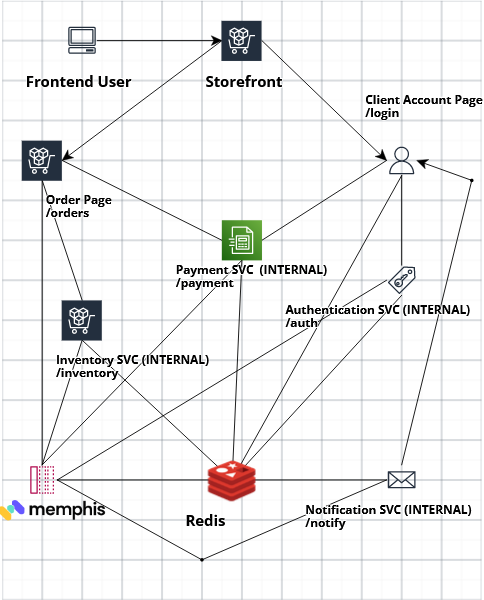 Frontend User
Storefront
Client Account Page
/login
Order Page
/orders
Payment SVC (INTERNAL)
/payment
Authentication SVC (INTERNAL)
/auth
Inventory SVC (INTERNAL)
/inventory
memphis
Redis
Notification SVC (INTERNAL)
/notify